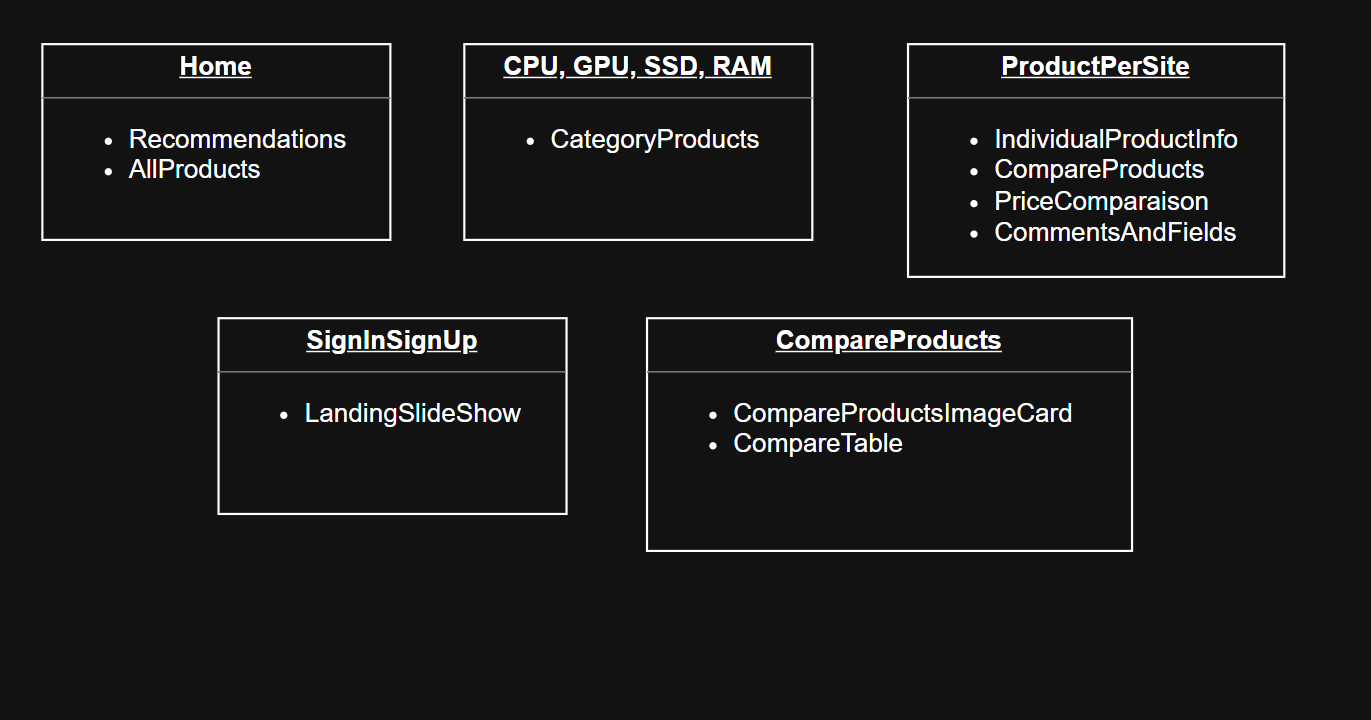 Home
• Recommendations
• AllProducts
CPU, GPU, SSD, RAM
• CategoryProducts
ProductPerSite
• IndividualProductInfo
• CompareProducts
• PriceComparaison
• CommentsAndFields
SignInSignUp
• LandingSlideShow
CompareProducts
• CompareProductsImageCard
• CompareTable